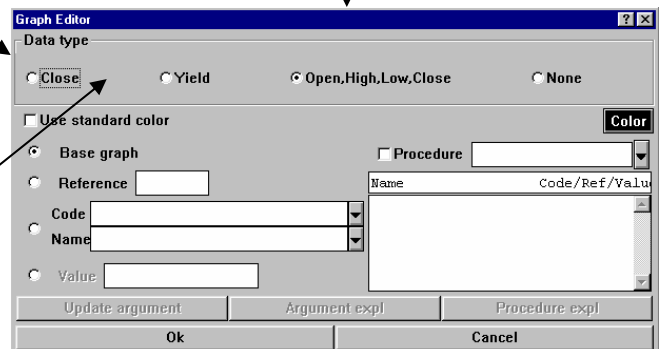 Graph Editor
Data type
Close Yield Open,High,Low,Close None
Use standard color Color
Base graph Procedure
Reference Name Code/Ref/Valu
Code
Name
Value
Update argument Argument expl Procedure expl
Ok Cancel